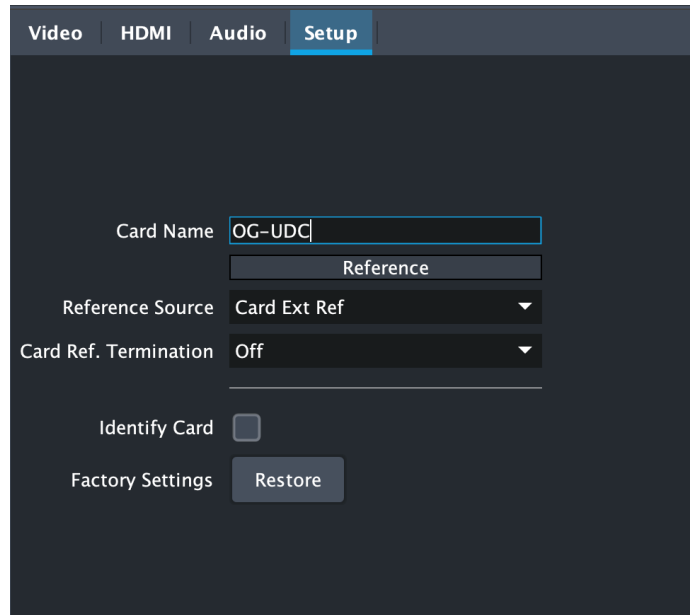 Video HDMI Audio Setup
Card Name OG-UDC
Reference
Reference Source Card Ext Ref
Card Ref. Termination Off
Identify Card
Factory Settings Restore